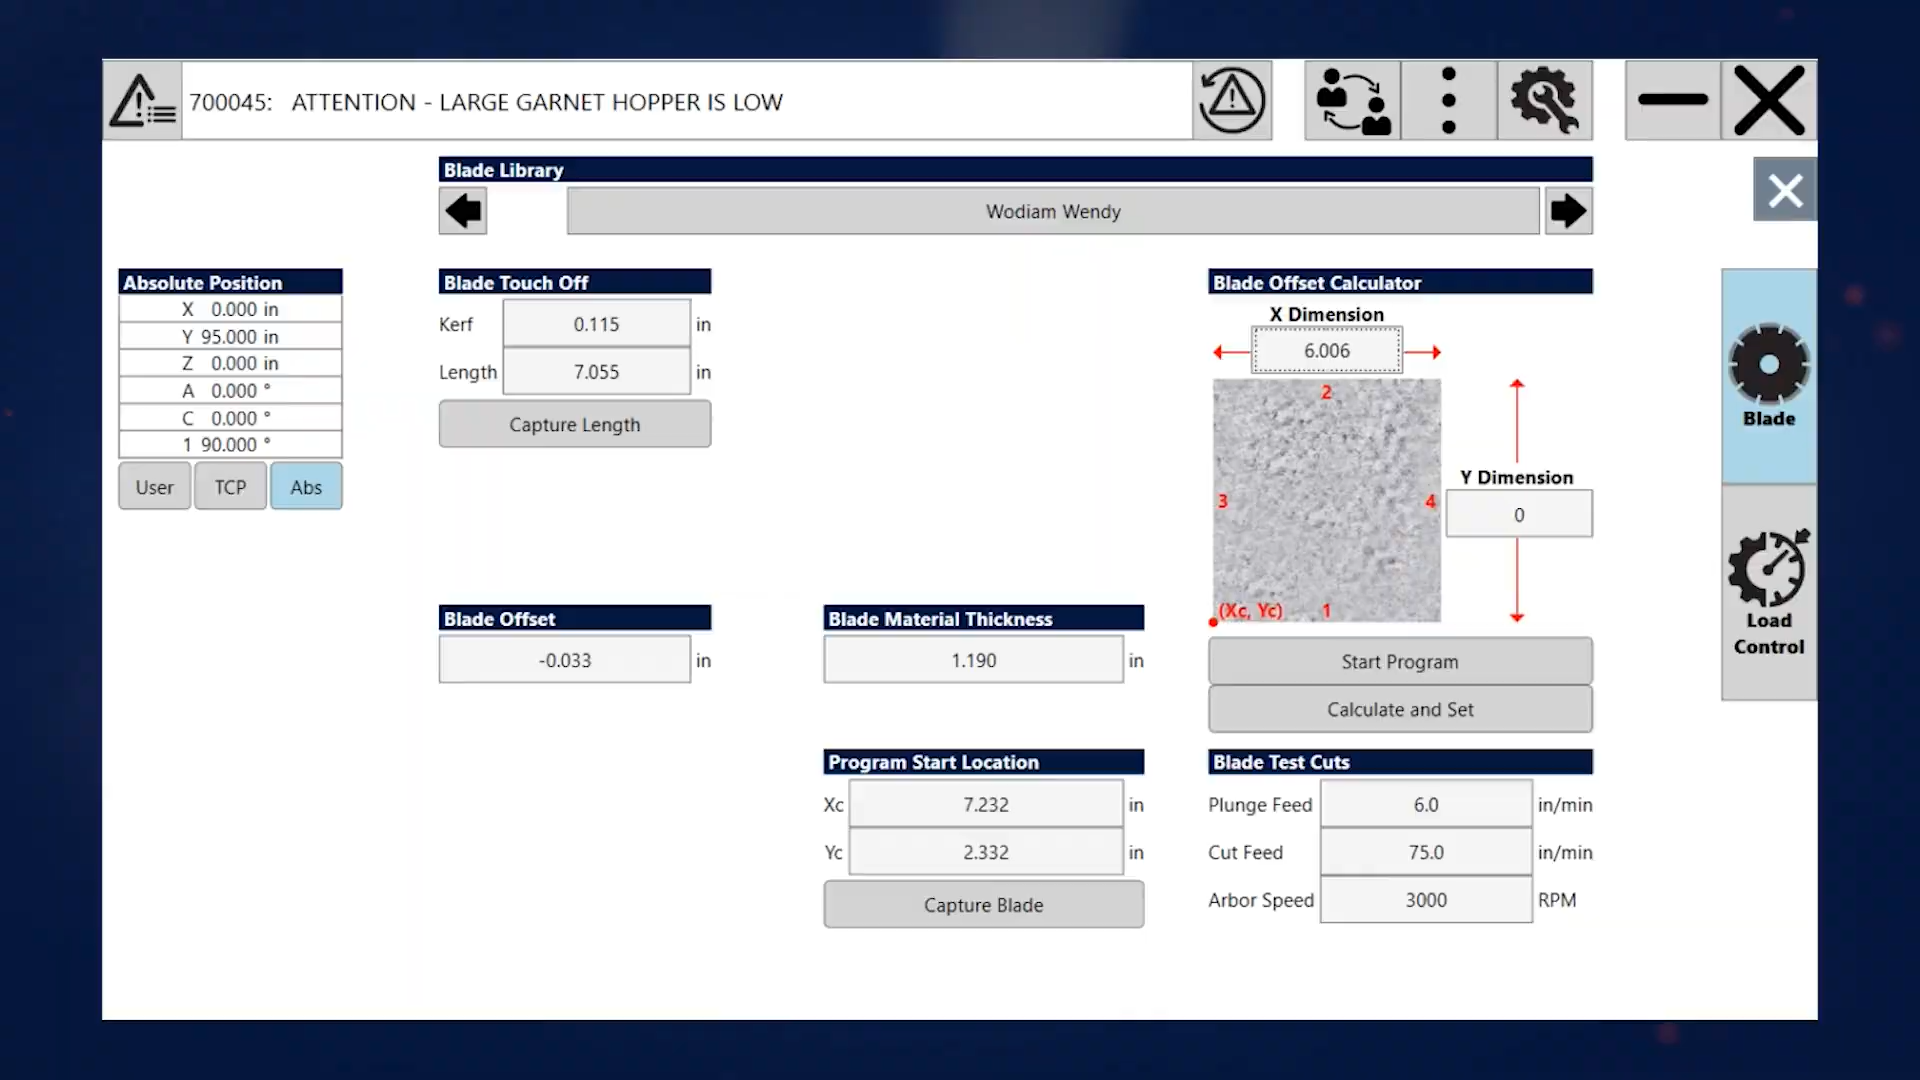 700045: ATTENTION - LARGE GARNET HOPPER IS LOW
Blade Library
Wodiam Wendy
Absolute Position
X 0.000 in
Y 95.000 in
Z 0.000 in
A 0.000 °
C 0.000 °
1 90.000 °
User TCP Abs
Blade Touch Off
Kerf 0.115 in
Length 7.055 in
Capture Length
Blade Offset
-0.033 in
Blade Material Thickness
1.190 in
Program Start Location
Xc 7.232 in
Yc 2.332 in
Capture Blade
Blade Offset Calculator
X Dimension
6.006
2
3
4
(Xc, Yc)
1
Y Dimension
0
Start Program
Calculate and Set
Blade Test Cuts
Plunge Feed 6.0 in/min
Cut Feed 75.0 in/min
Arbor Speed 3000 RPM
Blade
Load
Control